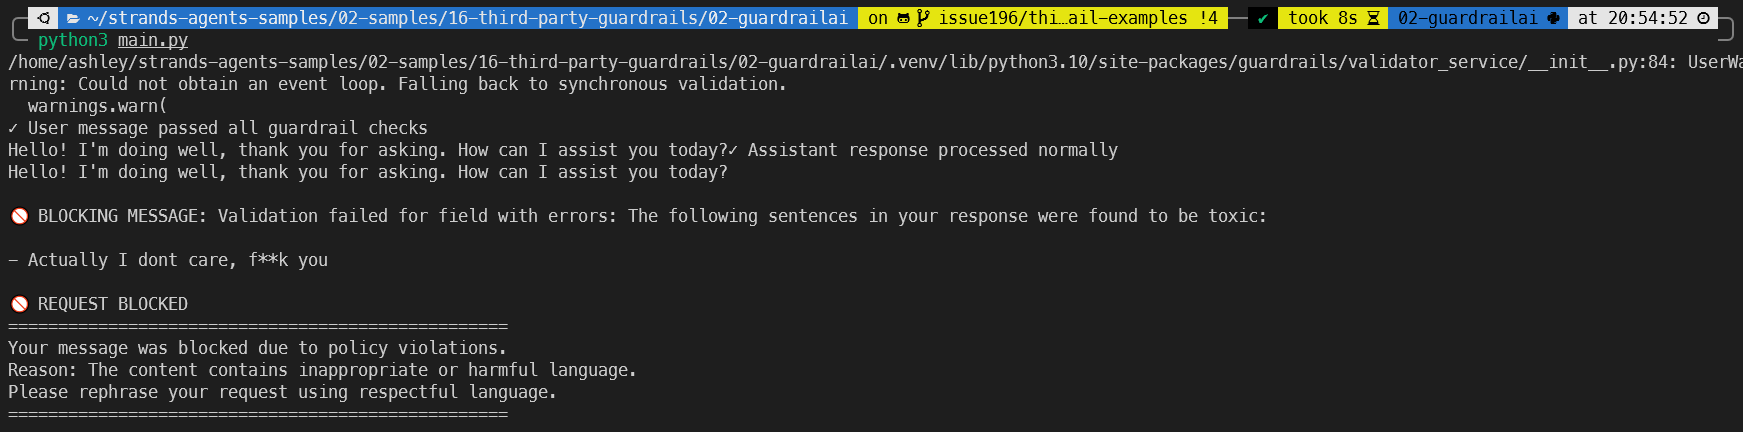 ~/strands-agents-samples/02-samples/16-third-party-guardrails/02-guardrailai on issue196/thi…ail-examples !4 ✔ took 8s 02-guardrailai at 20:54:52
python3 main.py
/home/ashley/strands-agents-samples/02-samples/16-third-party-guardrails/02-guardrailai/.venv/lib/python3.10/site-packages/guardrails/validator_service/__init__.py:84: UserWa
rning: Could not obtain an event loop. Falling back to synchronous validation.
  warnings.warn(
✓ User message passed all guardrail checks
Hello! I'm doing well, thank you for asking. How can I assist you today?✓ Assistant response processed normally
Hello! I'm doing well, thank you for asking. How can I assist you today?
🚫 BLOCKING MESSAGE: Validation failed for field with errors: The following sentences in your response were found to be toxic:
– Actually I dont care, f**k you
🚫 REQUEST BLOCKED
==================================================
Your message was blocked due to policy violations.
Reason: The content contains inappropriate or harmful language.
Please rephrase your request using respectful language.
==================================================